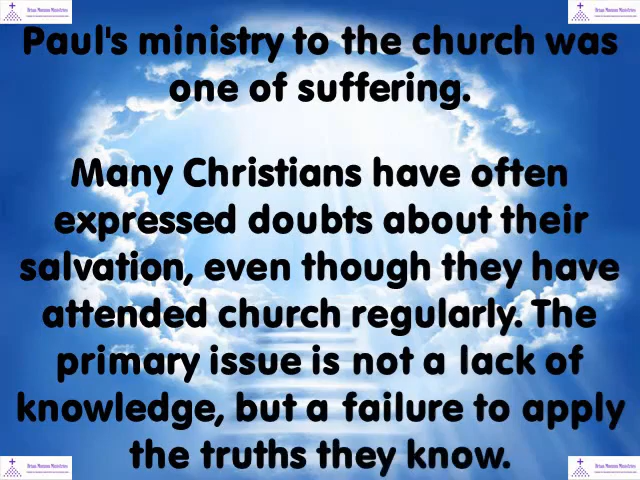 Paul's ministry to the church was
one of suffering.
Many Christians have often
expressed doubts about their
salvation, even though they have
attended church regularly. The
primary issue is not a lack of
knowledge, but a failure to apply
the truths they know.